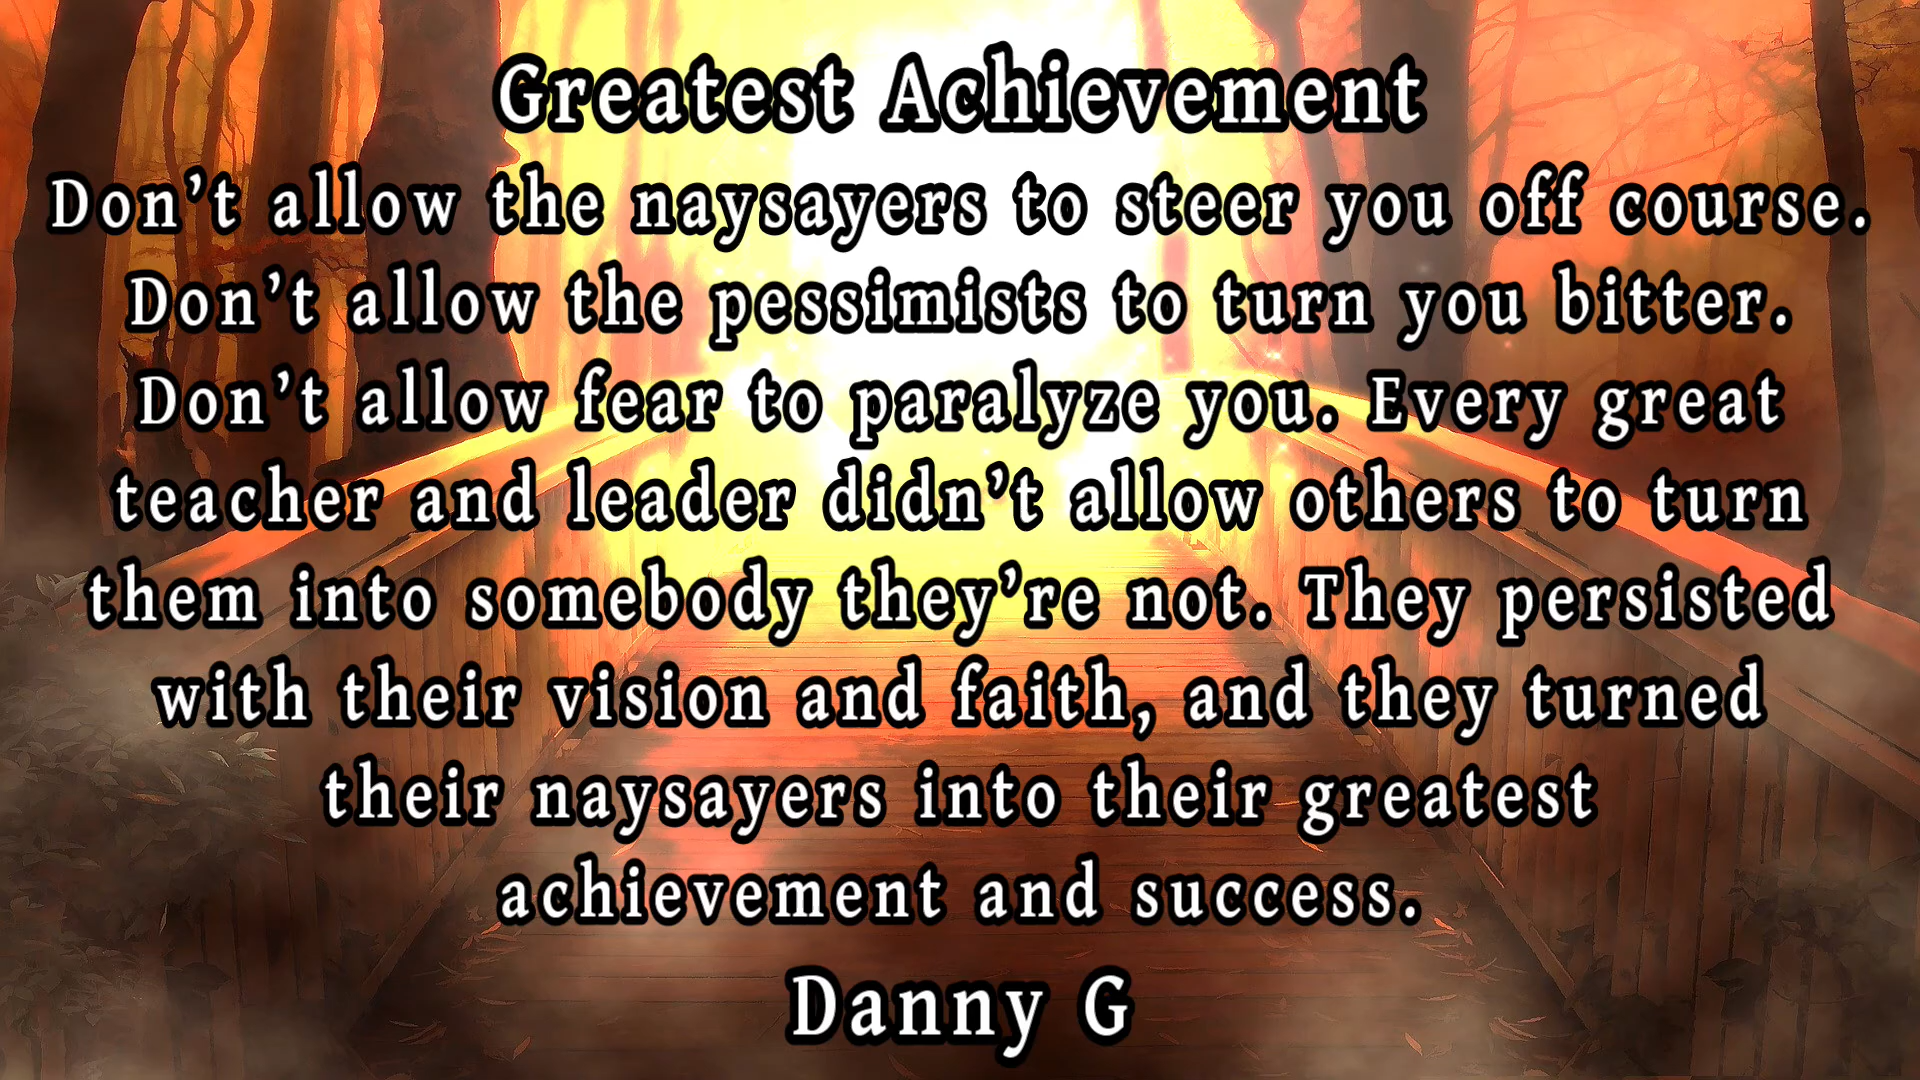 Greatest Achievement
Don’t allow the naysayers to steer you off course.
Don’t allow the pessimists to turn you bitter.
Don’t allow fear to paralyze you. Every great
teacher and leader didn’t allow others to turn
them into somebody they’re not. They persisted
with their vision and faith, and they turned
their naysayers into their greatest
achievement and success.
Danny G